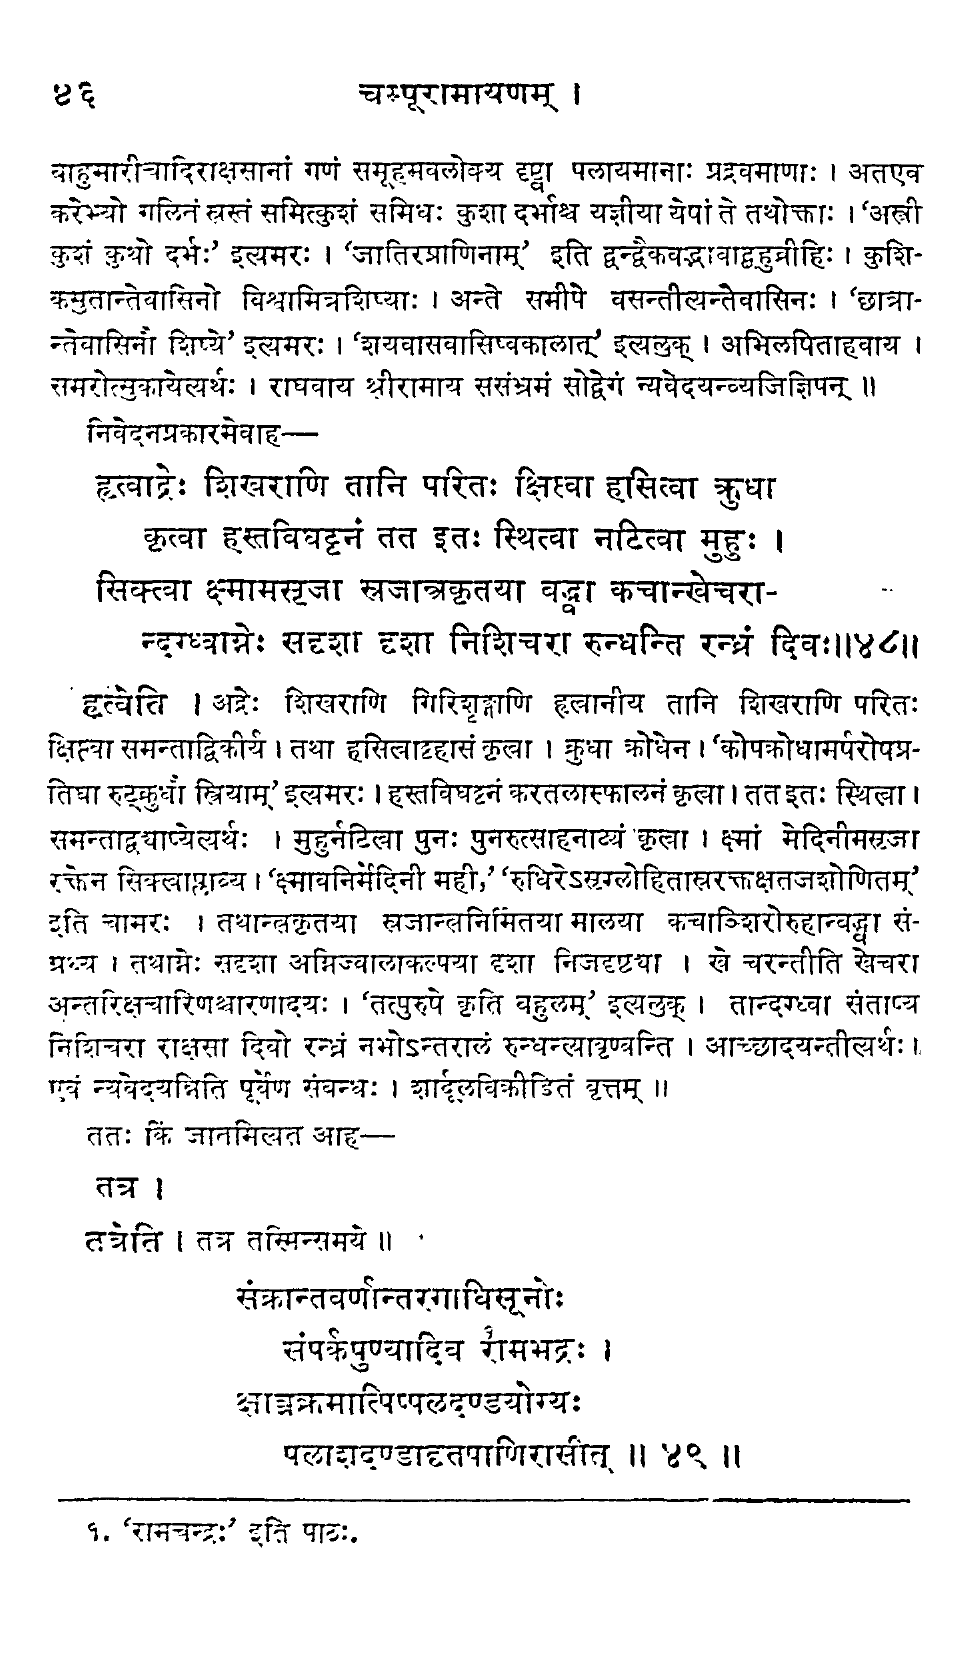 ४६ चम्पूरामायणम् ।
बाहुमारीचादिराक्षसानां गणं समूहमवलोक्य दृष्ट्वा पलायमानाः प्रद्रवमाणाः । अतएव
करेभ्यो गलिनं स्रस्तं समित्कुशं समिधः कुशा दर्भाश्च यज्ञीया येषां ते तथोक्ताः । ‘अस्त्री
कुशं कुथो दर्भः’ इत्यमरः । ‘जातिरप्राणिनाम्’ इति द्वन्द्वैकवद्भावाद्बहुव्रीहिः । कुशि-
कसुतान्तेवासिनो विश्वामित्रशिष्याः । अन्ते समीपे वसन्तीत्यन्तेवासिनः । ‘छात्रा-
न्तेवासिनौ शिष्ये’ इत्यमरः । ‘शयवासवासिष्वकालात्’ इत्यलुक् । अभिलषिताहवाय ।
समरोत्सुकायेत्यर्थः । राघवाय श्रीरामाय ससंभ्रमं सोद्वेगं न्यवेदयन्व्यजिज्ञिपन् ॥
निवेदनप्रकारमेवाह—
हृत्वाद्रेः शिखराणि तानि परितः क्षिप्त्वा हसित्वा क्रुधा
कृत्वा हस्तविघट्टनं तत इतः स्थित्वा नटित्वा मुहुः ।
सिक्त्वा क्ष्मामसृजा स्रजान्त्रकृतया बद्ध्वा कचान्खेचरा-
न्दग्ध्वाग्नेः सदृशा दृशा निशिचरा रुन्धन्ति रन्ध्रं दिवः॥४८॥
हृत्वेति । अद्रेः शिखराणि गिरिशृङ्गाणि हृत्वानीय तानि शिखराणि परितः
क्षिप्त्वा समन्ताद्विकीर्य । तथा हसित्वाट्टहासं कृत्वा । क्रुधा क्रोधेन । ‘कोपक्रोधामर्षरोषप्र-
तिघा रुट्क्रुधौ स्त्रियाम्’ इत्यमरः । हस्तविघट्टनं करतलास्फालनं कृत्वा । तत इतः स्थित्वा ।
समन्ताद्व्याप्येत्यर्थः । मुहुर्नटित्वा पुनः पुनरुत्साहनाट्यं कृत्वा । क्ष्मां मेदिनीमसृजा
रक्तेन सिक्त्वाप्लाव्य । ‘क्ष्मावनिर्मेदिनी मही,’ ‘रुधिरेऽसृग्लोहितास्ररक्तक्षतजशोणितम्’
इति चामरः । तथान्त्रकृतया स्रजान्त्रनिर्मितया मालया कचाञ्शिरोरुहान्बद्ध्वा सं-
ग्रथ्य । तथाग्नेः सदृशा अग्निज्वालाकल्पया दृशा निजदृष्ट्या । खे चरन्तीति खेचरा
अन्तरिक्षचारिणश्चारणादयः । ‘तत्पुरुषे कृति बहुलम्’ इत्यलुक् । तान्दग्ध्वा संताप्य
निशिचरा राक्षसा दिवो रन्ध्रं नभोऽन्तरालं रुन्धन्त्यावृण्वन्ति । आच्छादयन्तीत्यर्थः ।
एवं न्यवेदयन्निति पूर्वेण संबन्धः । शार्दूलविक्रीडितं वृत्तम् ॥
ततः किं जातमित्यत आह—
तत्र ।
तत्रेति । तत्र तस्मिन्समये ॥
संक्रान्तवर्णान्तरगाधिसूनोः
संपर्कपुण्यादिव रा१मभद्रः ।
क्षात्रक्रमात्पिप्पलदण्डयोग्यः
पलाशदण्डादृतपाणिरासीत् ॥ ४९ ॥
१. ‘रामचन्द्रः’ इति पाठः.